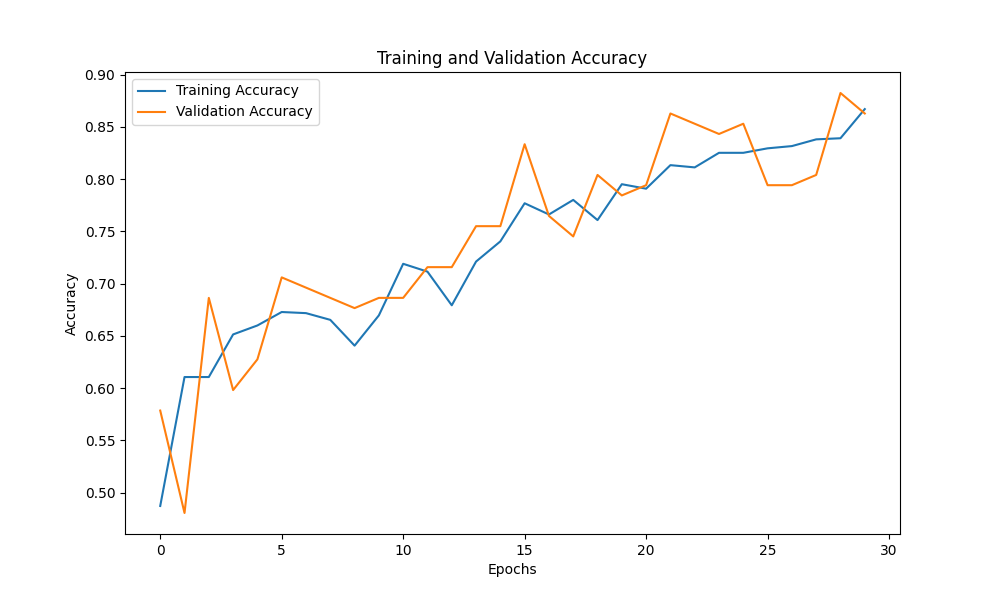 Training and Validation Accuracy
Training Accuracy
Validation Accuracy
0.90
0.85
0.80
0.75
0.70
0.65
0.60
0.55
0.50
Accuracy
0 5 10 15 20 25 30
Epochs